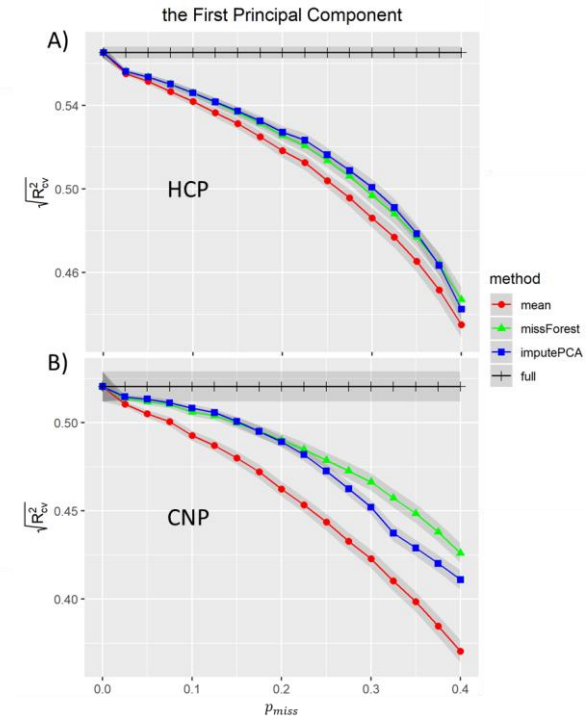 the First Principal Component
A)
0.54
0.50
0.46
√R²cv
HCP
method
mean
missForest
imputePCA
full
B)
0.50
0.45
0.40
√R²cv
CNP
0.0 0.1 0.2 0.3 0.4
pmiss